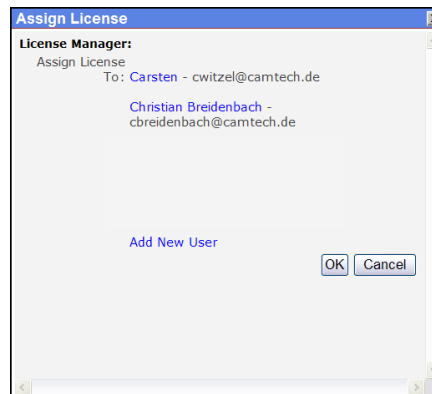 Assign License
License Manager:
Assign License
To: Carsten - cwitzel@camtech.de
Christian Breidenbach -
cbreidenbach@camtech.de
Add New User
OK Cancel